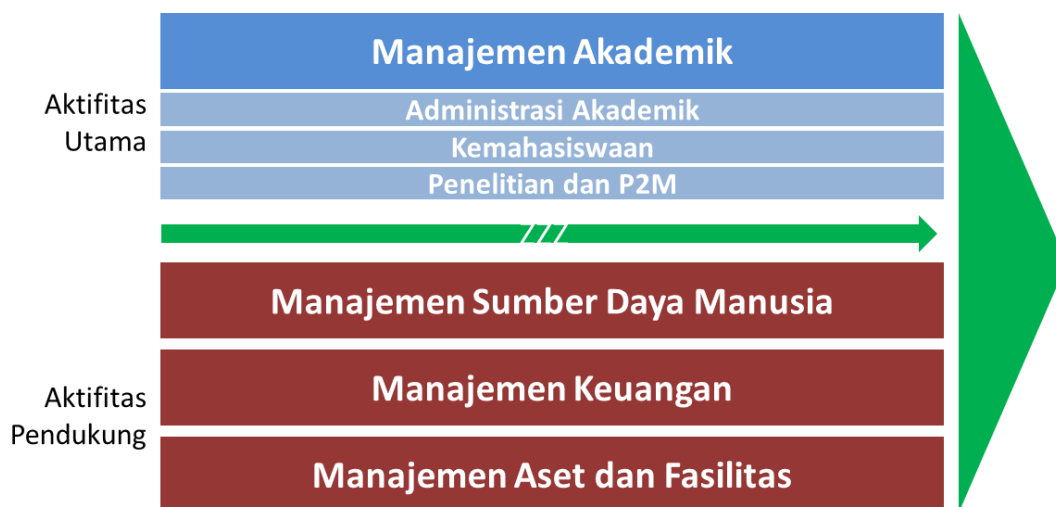 Manajemen Akademik
Aktifitas
Utama
Administrasi Akademik
Kemahasiswaan
Penelitian dan P2M
Manajemen Sumber Daya Manusia
Aktifitas
Pendukung
Manajemen Keuangan
Manajemen Aset dan Fasilitas